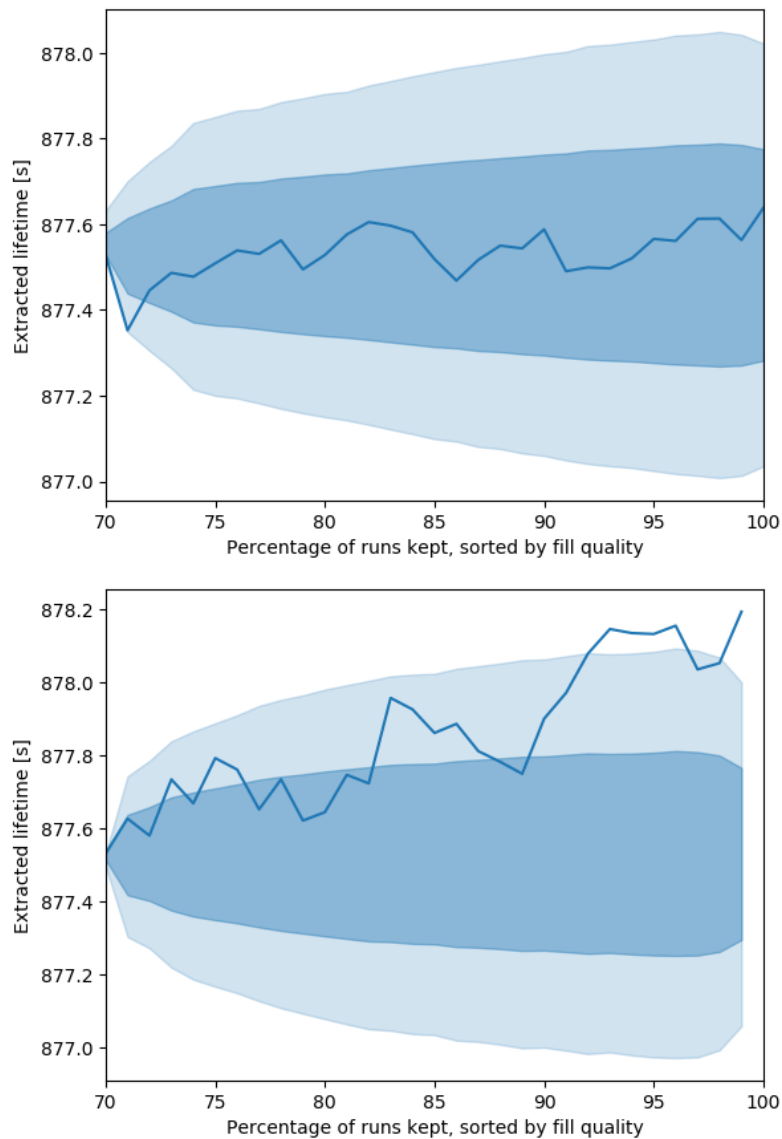 878.0
877.8
877.6
877.4
877.2
877.0
Extracted lifetime [s]
70 75 80 85 90 95 100
Percentage of runs kept, sorted by fill quality
878.2
878.0
877.8
877.6
877.4
877.2
877.0
Extracted lifetime [s]
70 75 80 85 90 95 100
Percentage of runs kept, sorted by fill quality